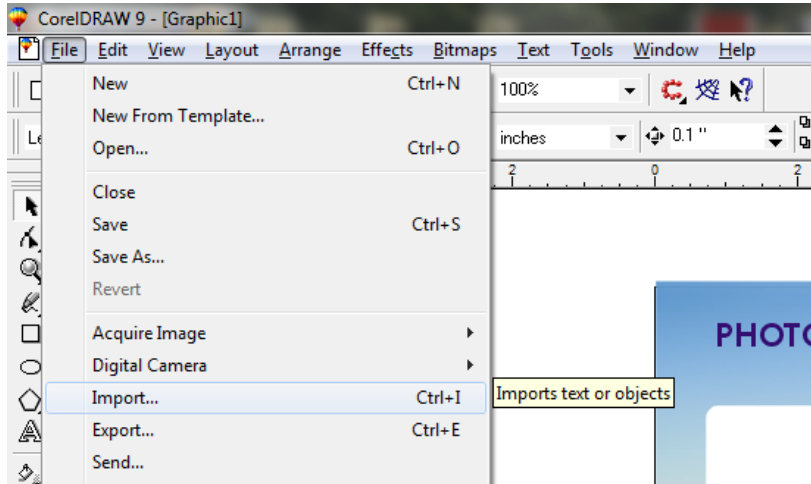 CorelDRAW 9 - [Graphic1]
File Edit View Layout Arrange Effects Bitmaps Text Tools Window Help
New Ctrl+N
100%
New From Template...
Open... Ctrl+O
inches
0.1 "
2 0 2
Close
Save Ctrl+S
Save As...
Revert
Acquire Image
PHOTO
Digital Camera
Import... Ctrl+I
Imports text or objects
Export... Ctrl+E
Send...